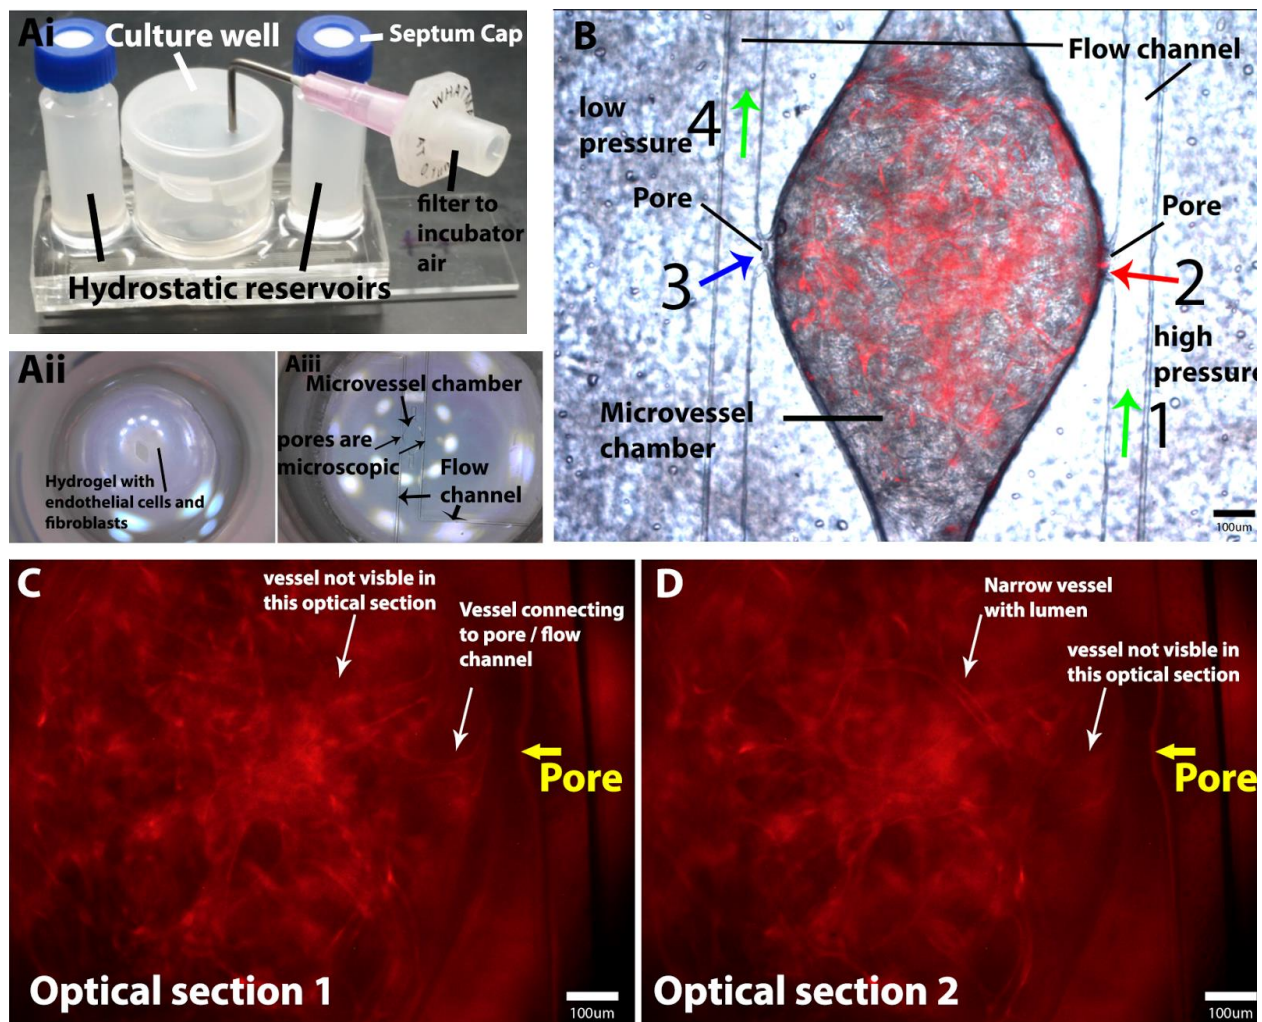 Ai
Culture well
Septum Cap
WHAT
filter to
incubator
air
Hydrostatic reservoirs
Aii
Hydrogel with
endothelial cells and
fibroblasts
Aiii
Microvessel chamber
pores are
microscopic
Flow
channel
B
Flow channel
low
pressure
4
Pore
Pore
3
2
high
pressure
1
Microvessel
chamber
100um
C
vessel not visble in
this optical section
Vessel connecting
to pore / flow
channel
Pore
Optical section 1
100um
D
Narrow vessel
with lumen
vessel not visble in
this optical section
Pore
Optical section 2
100um